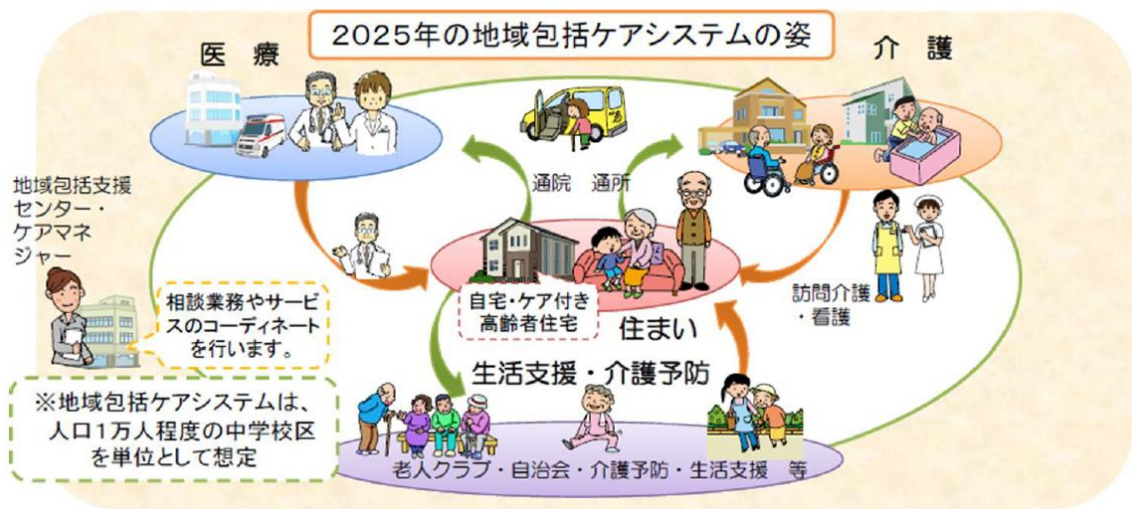 2025年の地域包括ケアシステムの姿
医 療
介 護
通院 通所
地域包括支援
センター・
ケアマネ
ジャー
相談業務やサービ
スのコーディネート
を行います。
自宅・ケア付き
高齢者住宅
住まい
訪問介護
・看護
生活支援・介護予防
※地域包括ケアシステムは、
人口1万人程度の中学校区
を単位として想定
老人クラブ・自治会・介護予防・生活支援 等